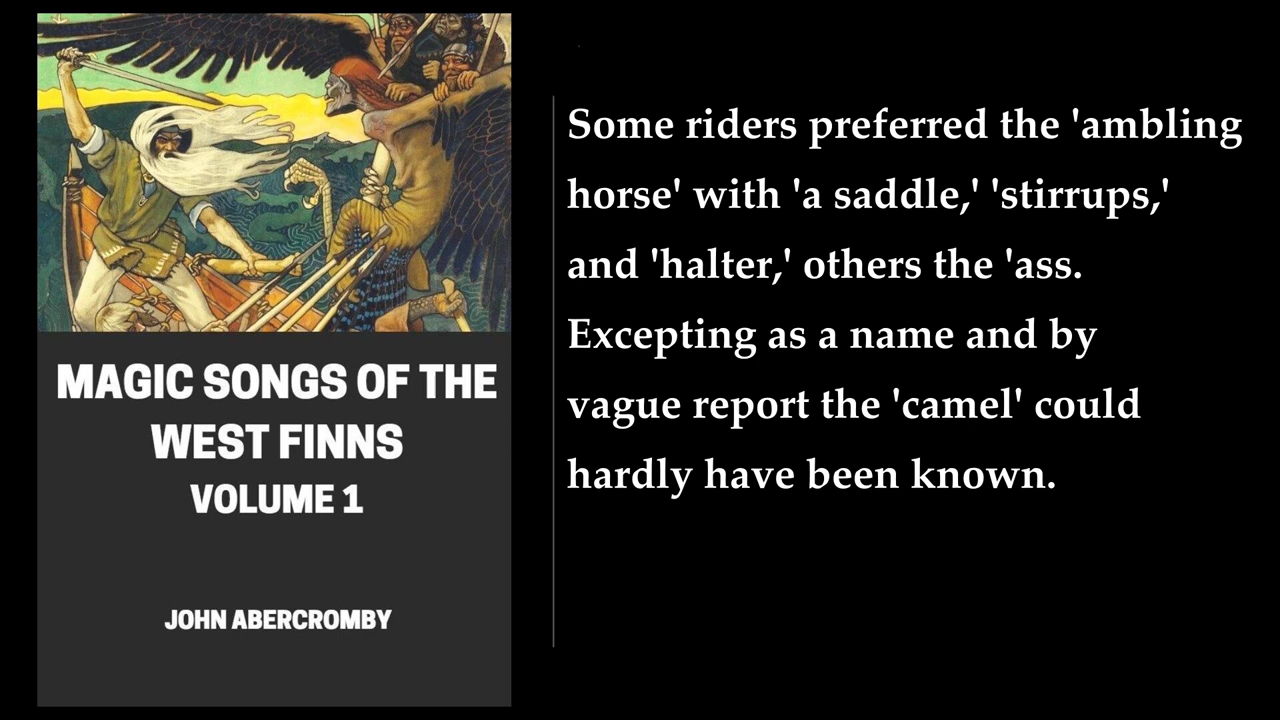 MAGIC SONGS OF THE
WEST FINNS
VOLUME 1
JOHN ABERCROMBY
Some riders preferred the 'ambling
horse' with 'a saddle,' 'stirrups,'
and 'halter,' others the 'ass.
Excepting as a name and by
vague report the 'camel' could
hardly have been known.